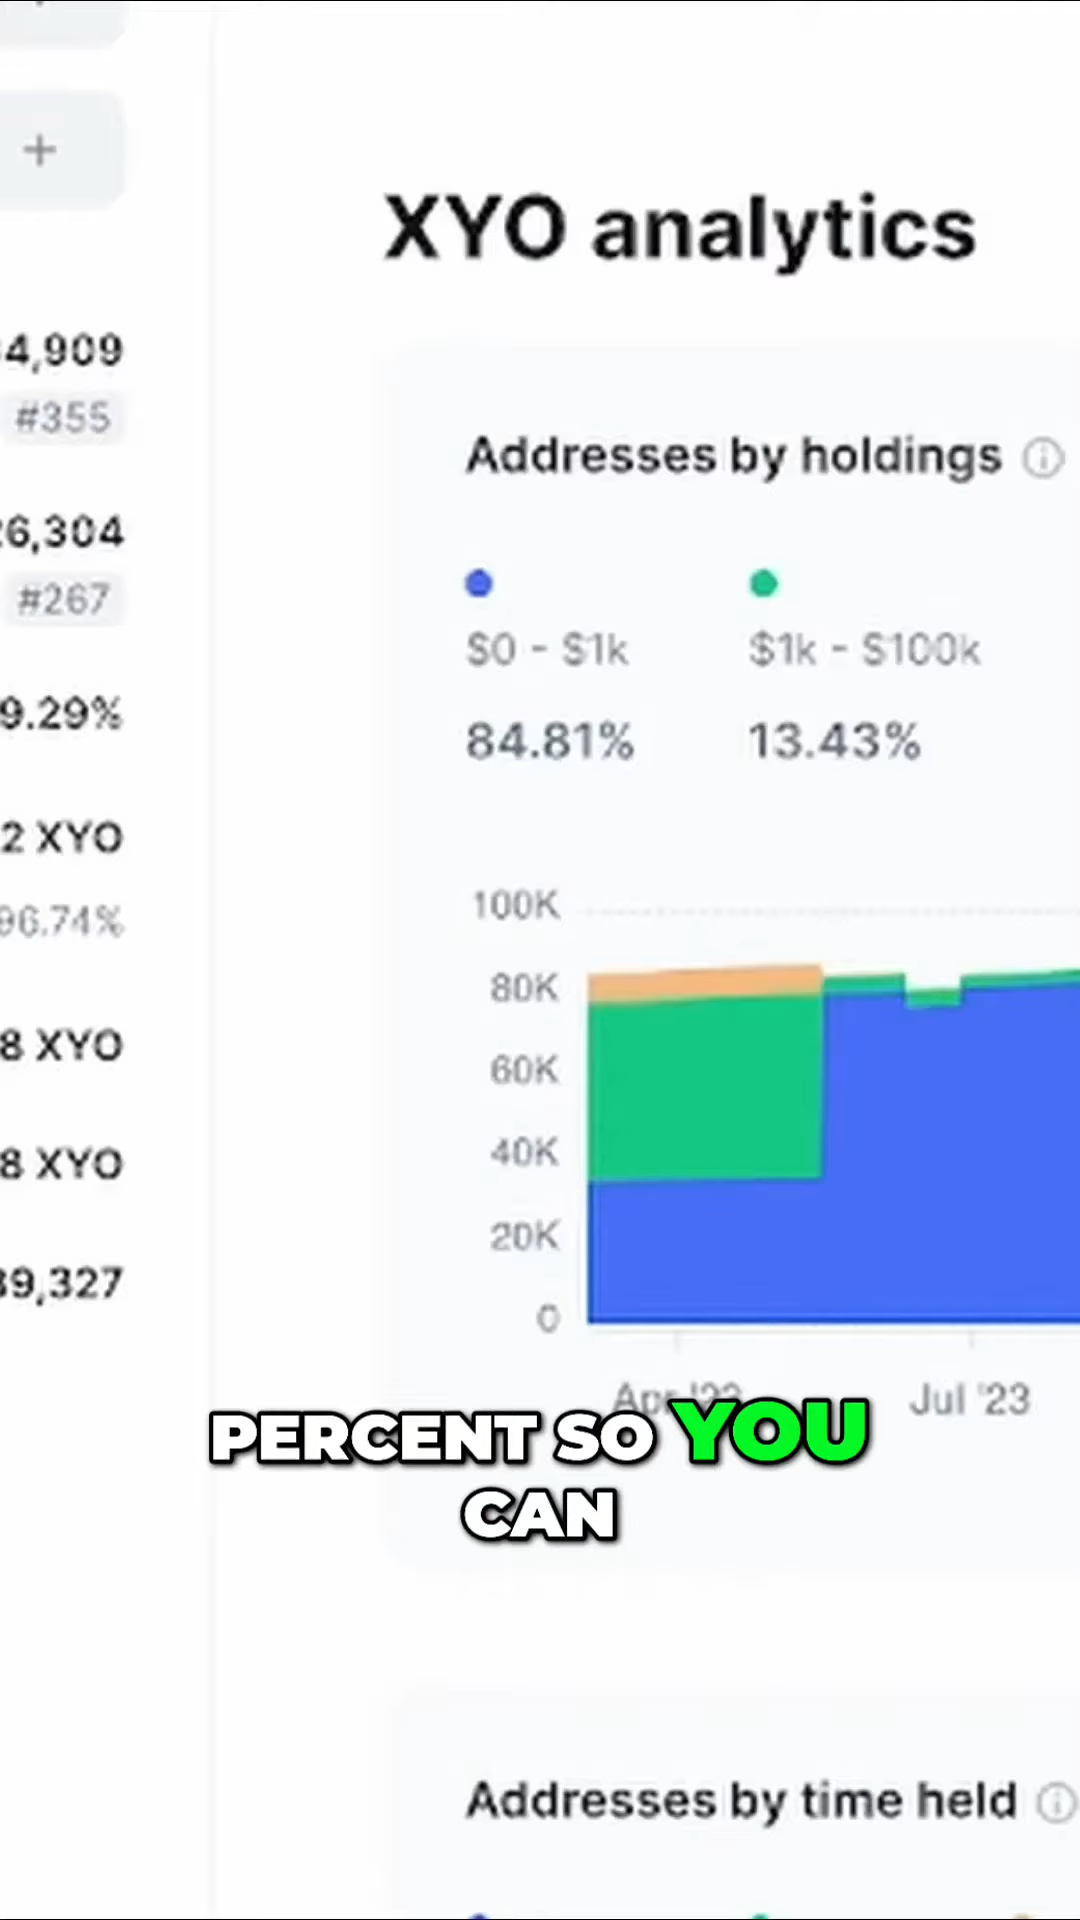 +
4,909
#355
6,304
#267
9.29%
2 XYO
96.74%
8 XYO
8 XYO
39,327
XYO analytics
Addresses by holdings
$0 - $1k
$1k - $100k
84.81%
13.43%
100K
80K
60K
40K
20K
0
Apr '23
Jul '23
PERCENT SO YOU
CAN
Addresses by time held